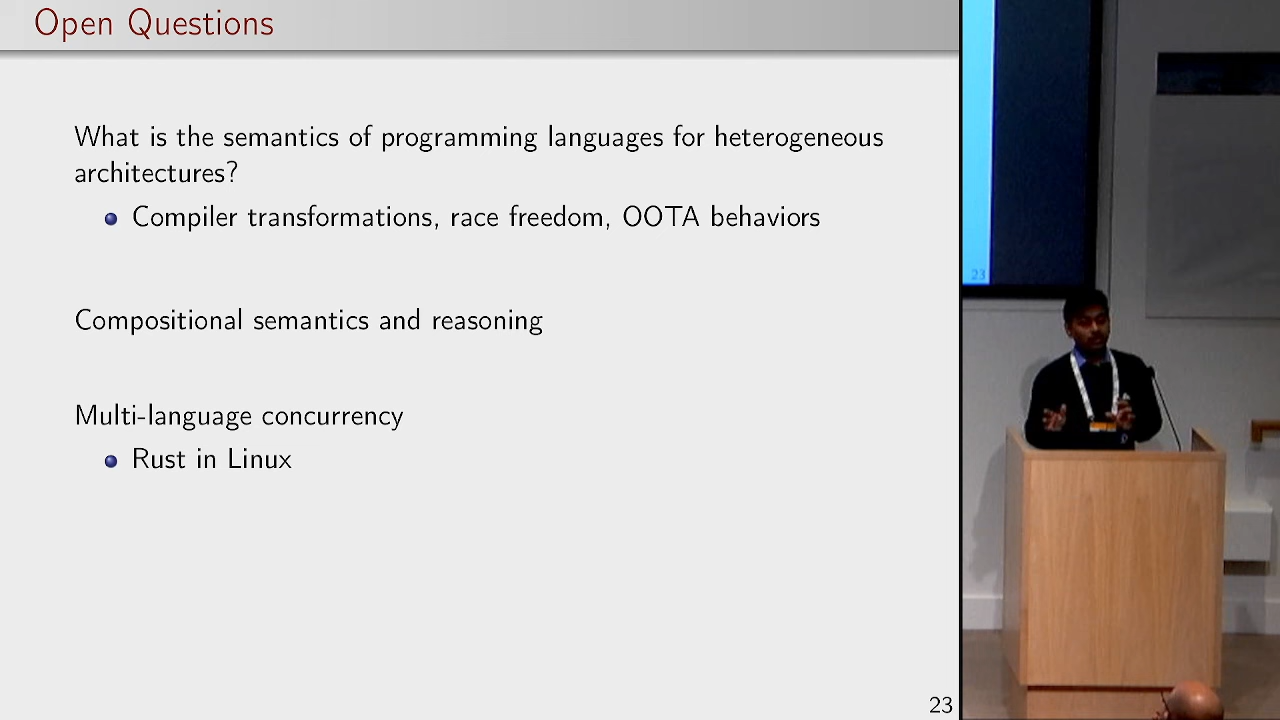 Open Questions
What is the semantics of programming languages for heterogeneous
architectures?
Compiler transformations, race freedom, OOTA behaviors
Compositional semantics and reasoning
Multi-language concurrency
Rust in Linux
23
23